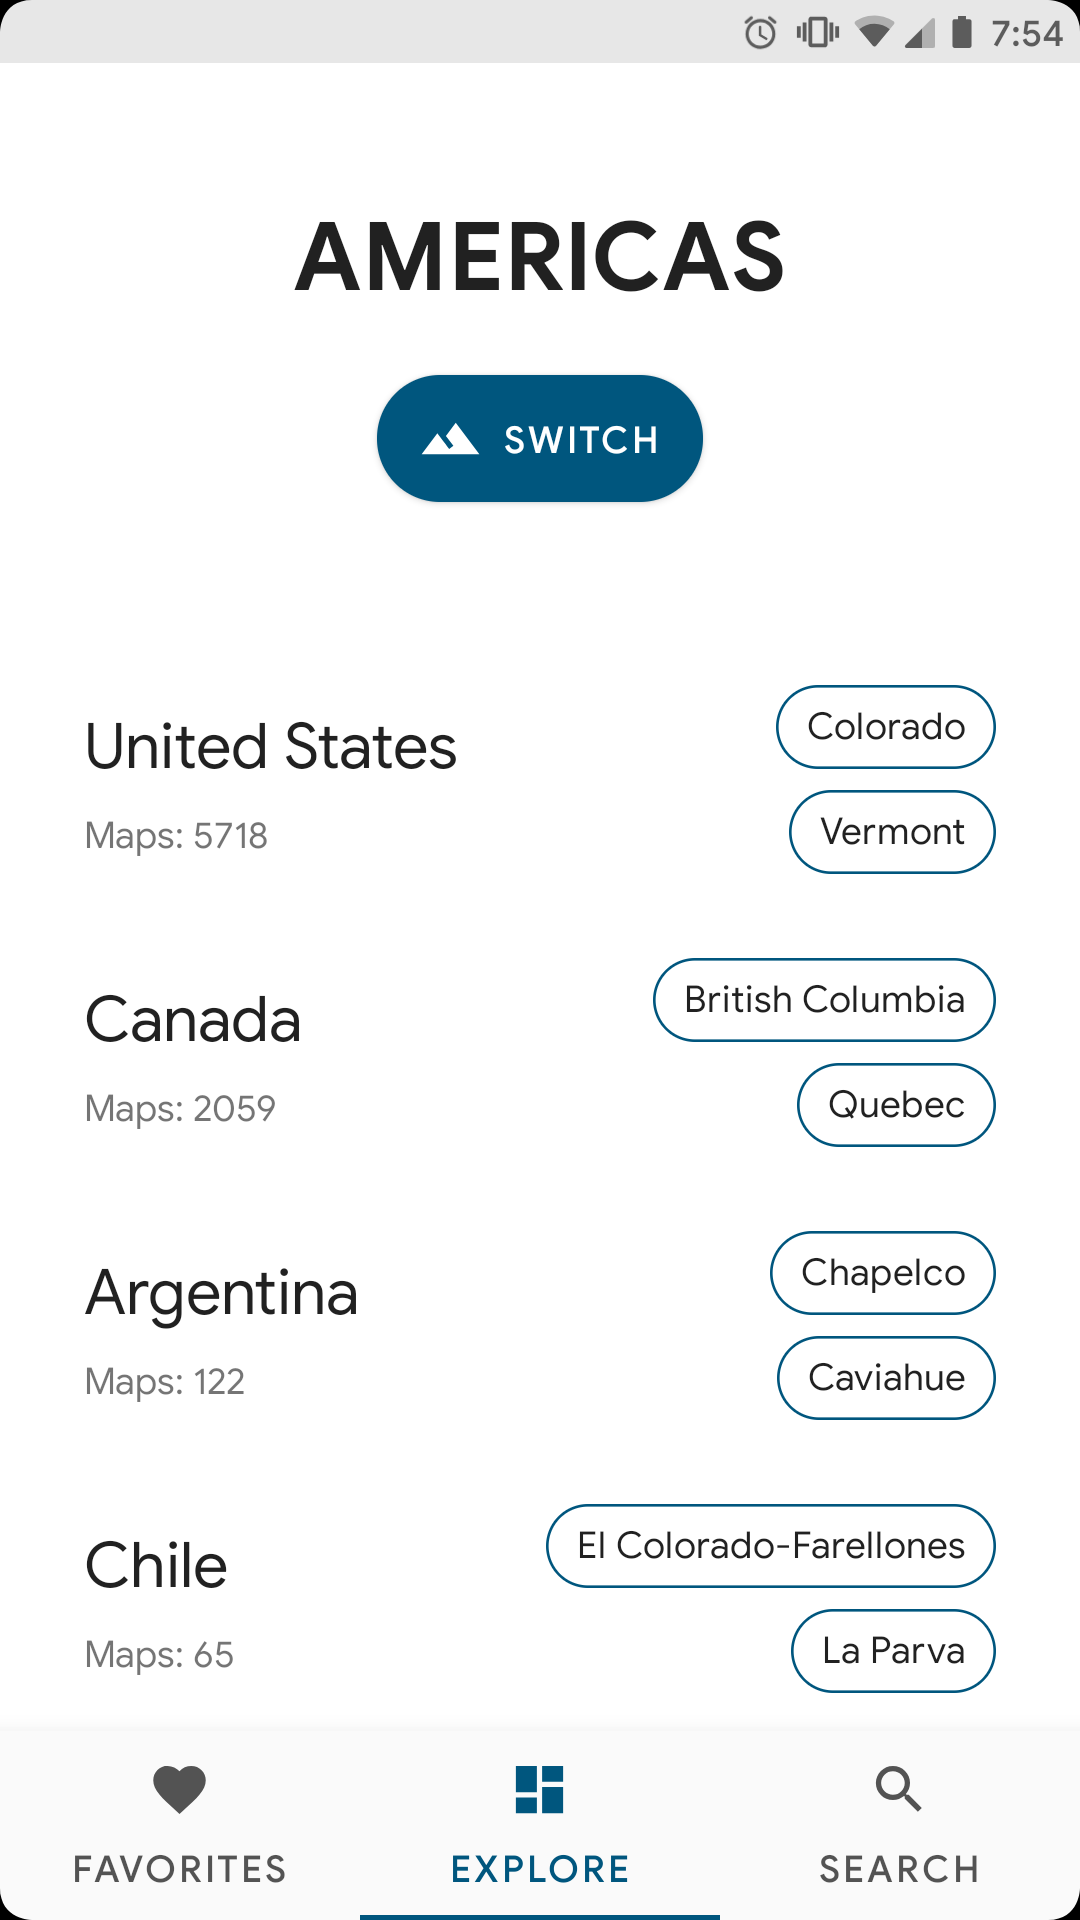 7:54
AMERICAS
SWITCH
United States
Maps: 5718
Colorado
Vermont
Canada
Maps: 2059
British Columbia
Quebec
Argentina
Maps: 122
Chapelco
Caviahue
Chile
Maps: 65
El Colorado-Farellones
La Parva
FAVORITES
EXPLORE
SEARCH